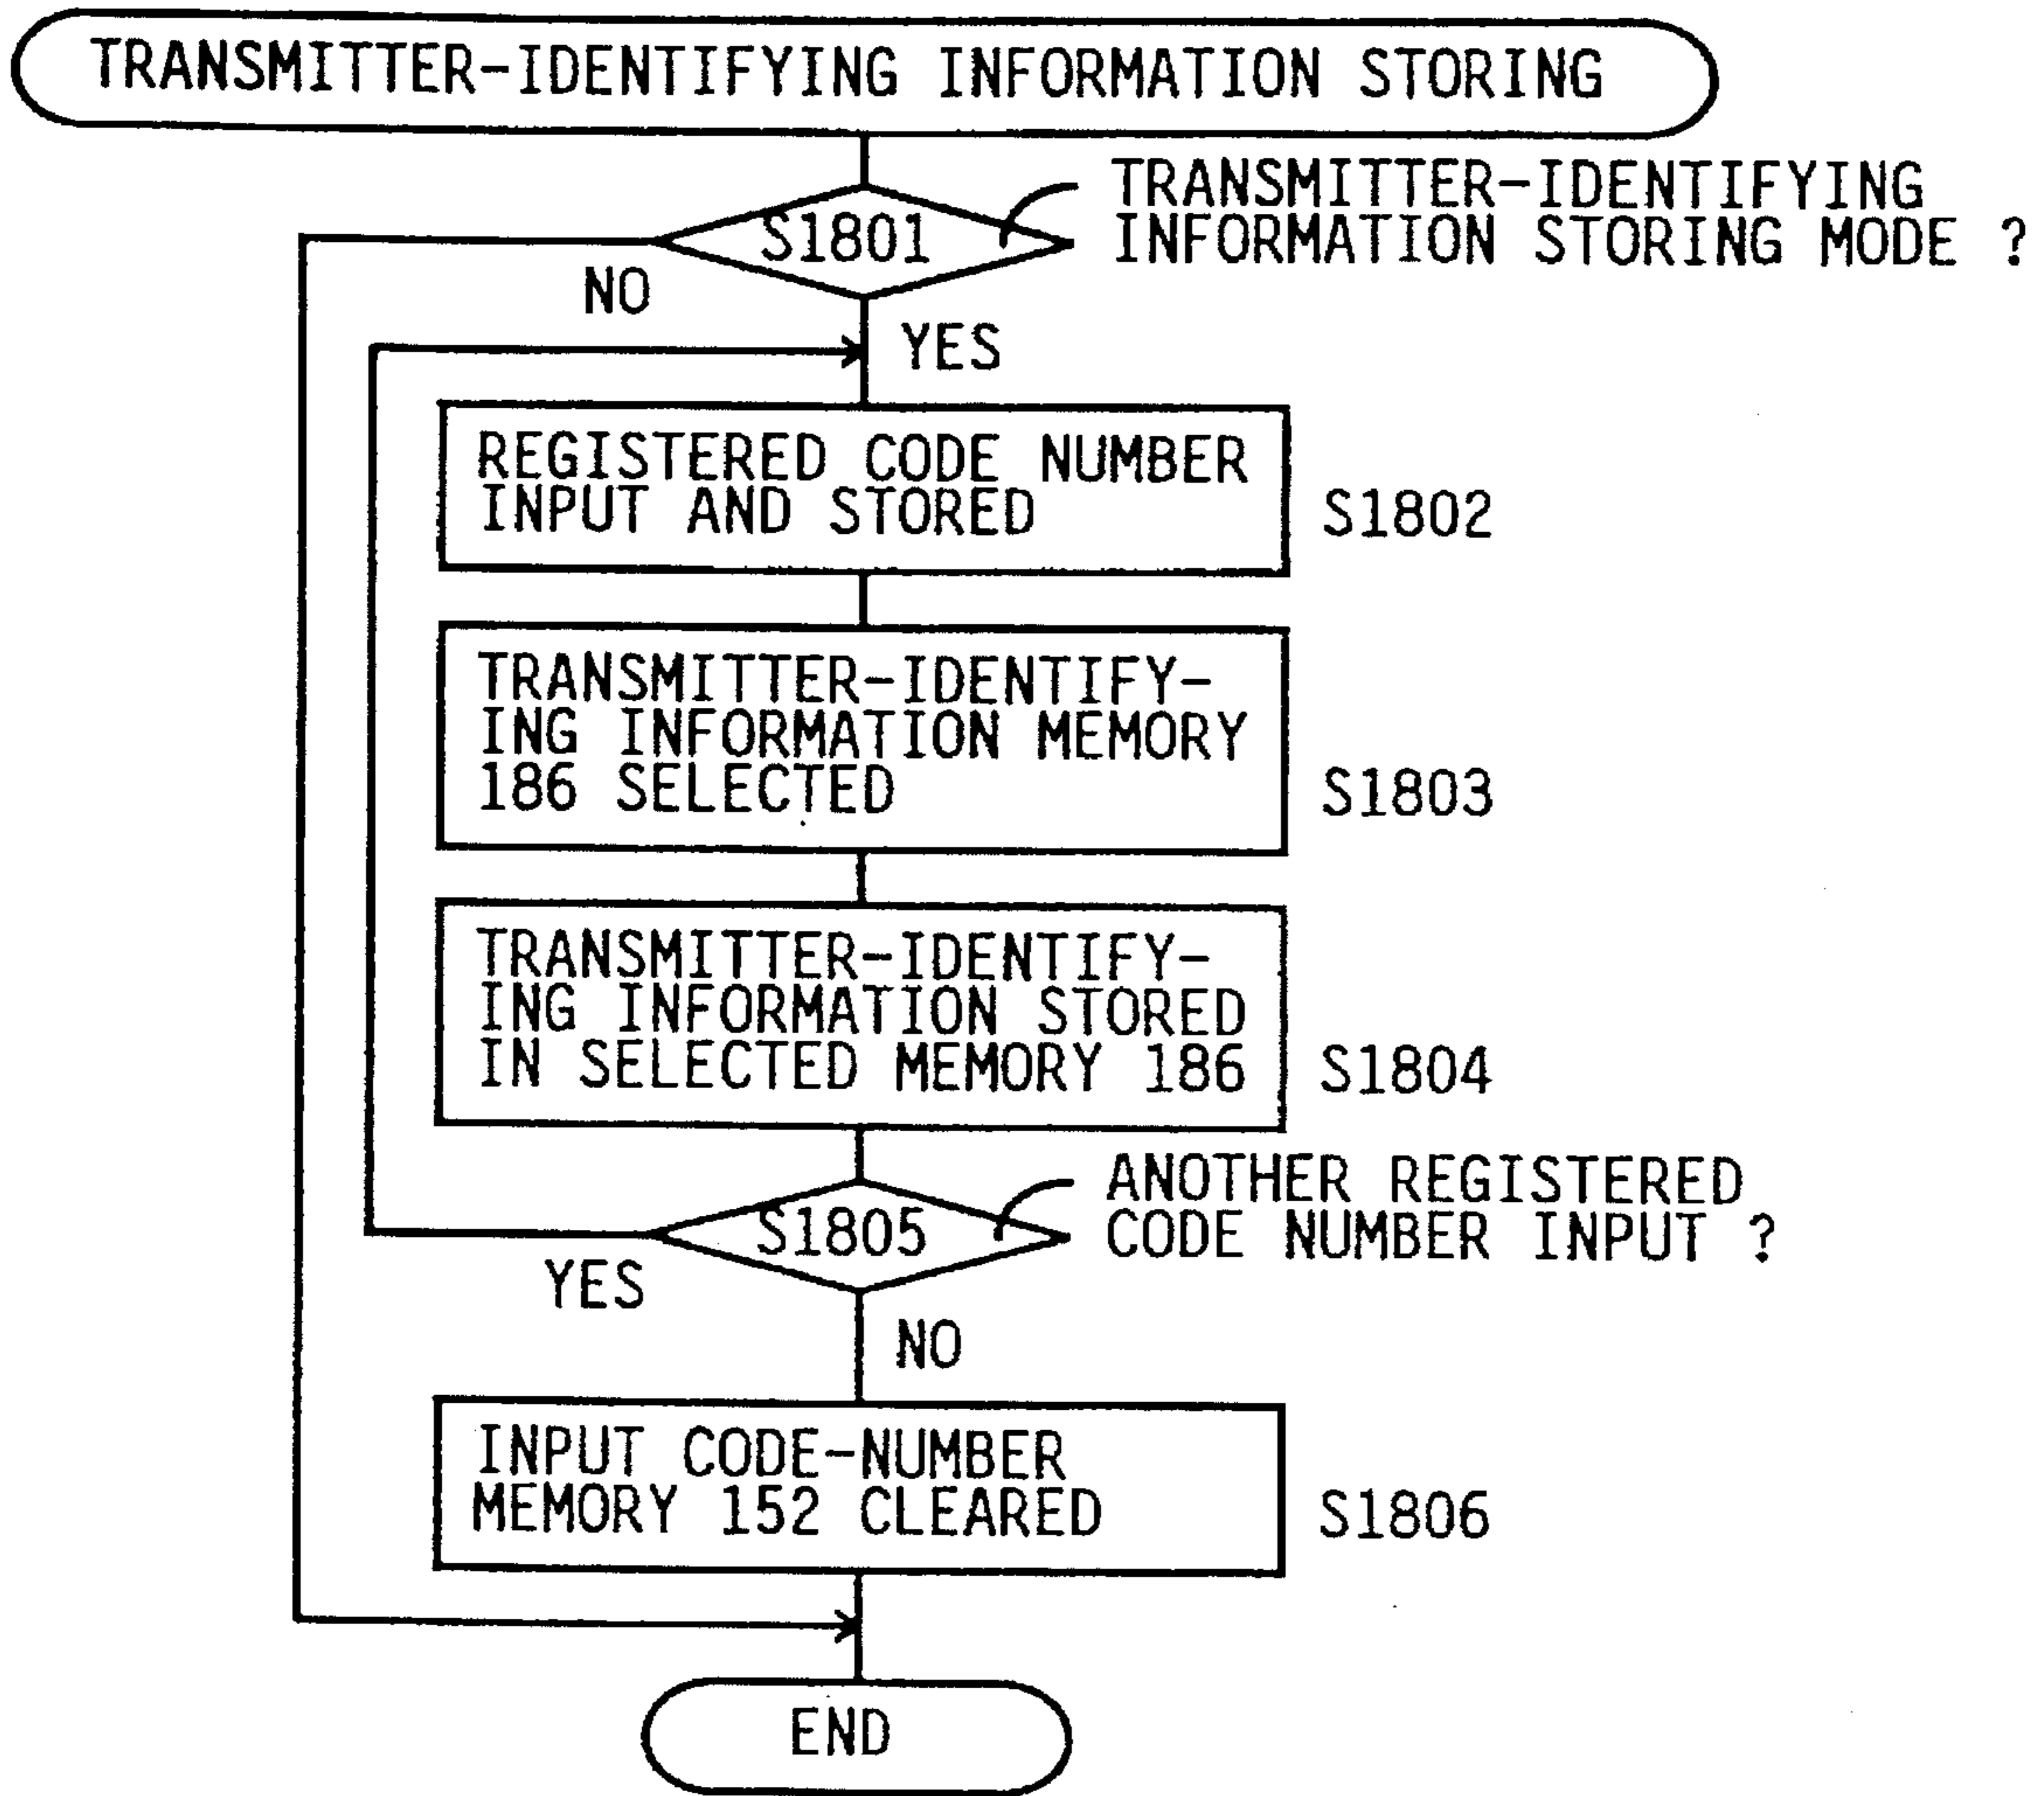 TRANSMITTER-IDENTIFYING INFORMATION STORING
TRANSMITTER-IDENTIFYING
INFORMATION STORING MODE ?
S1801
NO
YES
REGISTERED CODE NUMBER
INPUT AND STORED
S1802
TRANSMITTER-IDENTIFY-
ING INFORMATION MEMORY
186 SELECTED
S1803
TRANSMITTER-IDENTIFY-
ING INFORMATION STORED
IN SELECTED MEMORY 186
S1804
ANOTHER REGISTERED
CODE NUMBER INPUT ?
S1805
YES
NO
INPUT CODE-NUMBER
MEMORY 152 CLEARED
S1806
END